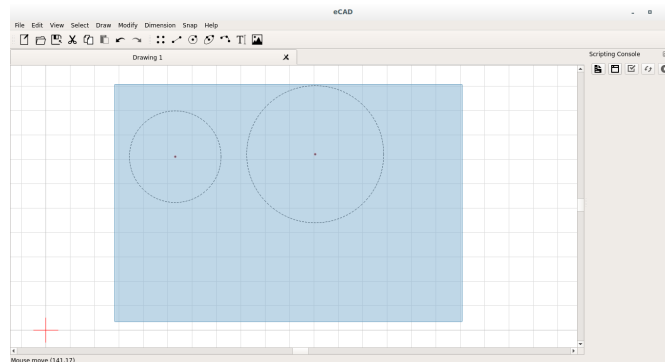 eCAD
File Edit View Select Draw Modify Dimension Snap Help
Drawing 1
Scripting Console
Mouse move (141,17)